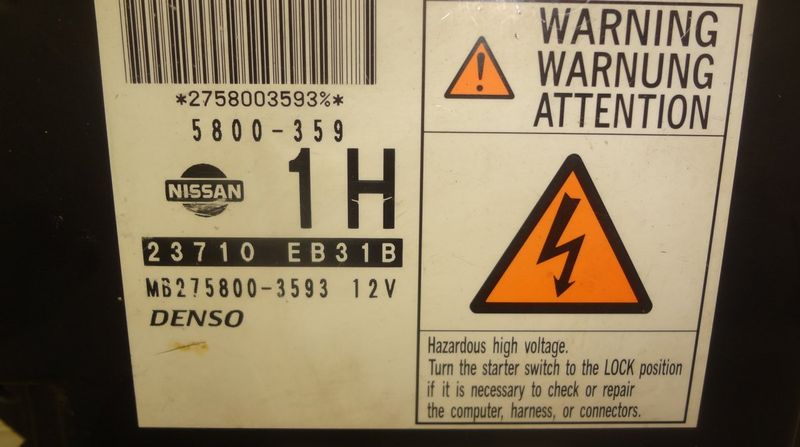 *2758003593%*
5800-359
NISSAN
1H
23710 EB31B
MB275800-3593 12V
DENSO
WARNING
WARNUNG
ATTENTION
Hazardous high voltage.
Turn the starter switch to the LOCK position
if it is necessary to check or repair
the computer, harness, or connectors.